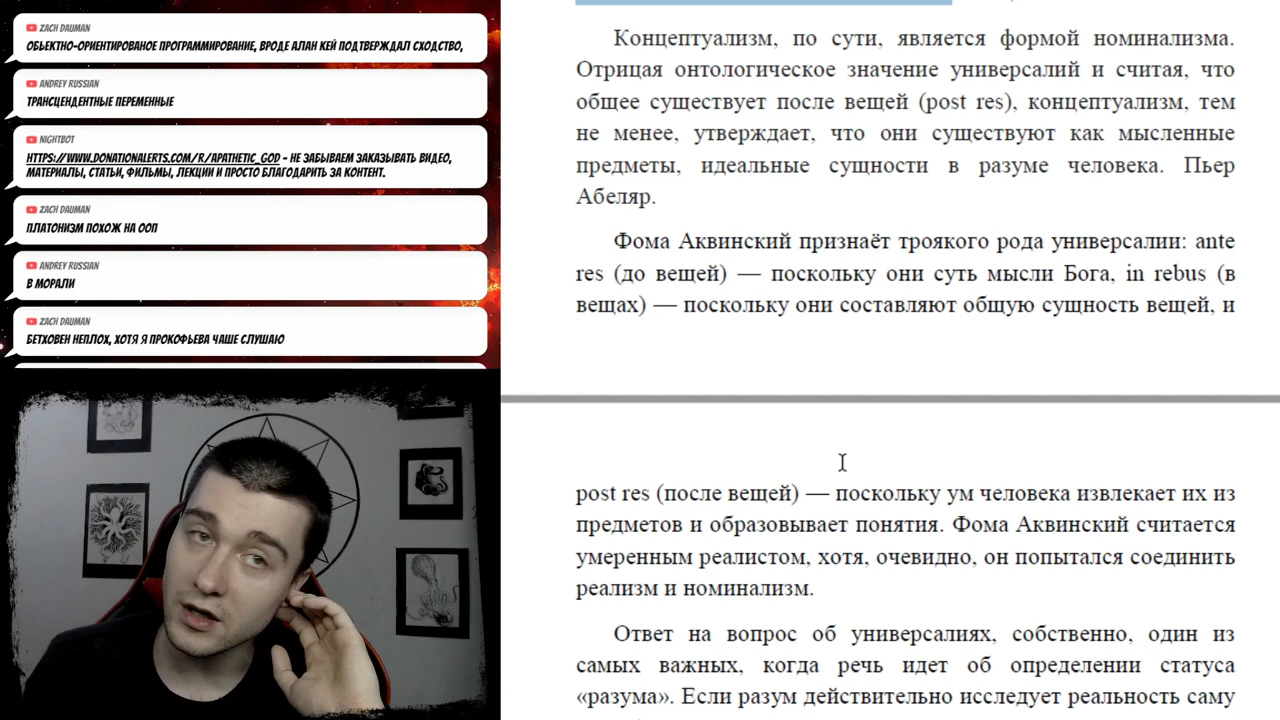 ZACH DAUMAN
ОБЬЕКТНО-ОРИЕНТИРОВАНОЕ ПРОГРАММИРОВАНИЕ, ВРОДЕ АЛАН КЕЙ ПОДТВЕРЖДАЛ СХОДСТВО,
ANDREY RUSSIAN
ТРАНСЦЕНДЕНТНЫЕ ПЕРЕМЕННЫЕ
NIGHTBOT
HTTPS://WWW.DONATIONALERTS.COM/R/APATHETIC_GOD - НЕ ЗАБЫВАЕМ ЗАКАЗЫВАТЬ ВИДЕО,
МАТЕРИАЛЫ, СТАТЬИ, ФИЛЬМЫ, ЛЕКЦИИ И ПРОСТО БЛАГОДАРИТЬ ЗА КОНТЕНТ.
ZACH DAUMAN
ПЛАТОНИЗМ ПОХОЖ НА ООП
ANDREY RUSSIAN
В МОРАЛИ
ZACH DAUMAN
БЕТХОВЕН НЕПЛОХ, ХОТЯ Я ПРОКОФЬЕВА ЧАШЕ СЛУШАЮ
Концептуализм, по сути, является формой номинализма.
Отрицая онтологическое значение универсалий и считая, что
общее существует после вещей (post res), концептуализм, тем
не менее, утверждает, что они существуют как мысленные
предметы, идеальные сущности в разуме человека. Пьер
Абеляр.
Фома Аквинский признаёт троякого рода универсалии: ante
res (до вещей) — поскольку они суть мысли Бога, in rebus (в
вещах) — поскольку они составляют общую сущность вещей, и
post res (после вещей) — поскольку ум человека извлекает их из
предметов и образовывает понятия. Фома Аквинский считается
умеренным реалистом, хотя, очевидно, он попытался соединить
реализм и номинализм.
Ответ на вопрос об универсалиях, собственно, один из
самых важных, когда речь идет об определении статуса
«разума». Если разум действительно исследует реальность саму